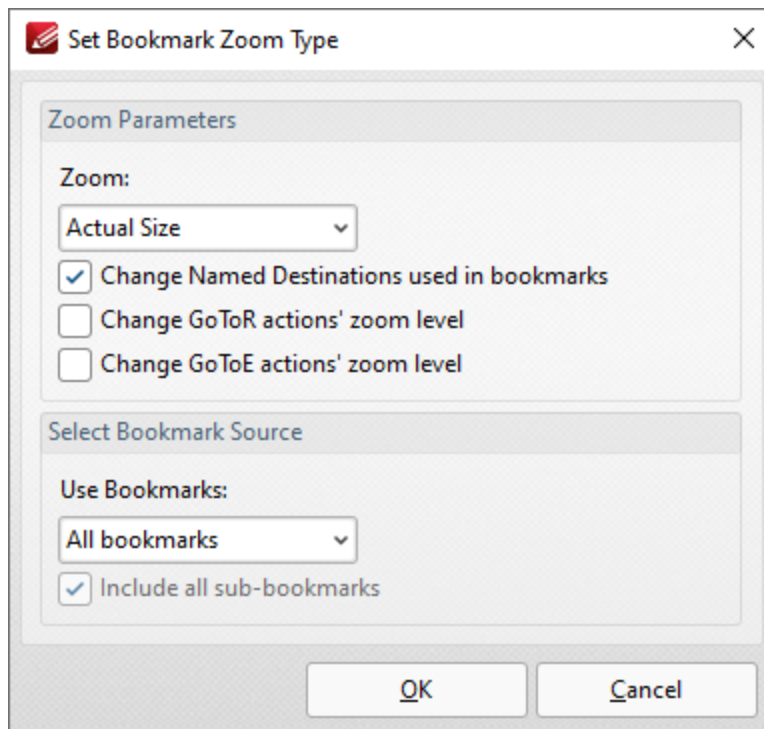 Set Bookmark Zoom Type
Zoom Parameters
Zoom:
Actual Size
Change Named Destinations used in bookmarks
Change GoToR actions' zoom level
Change GoToE actions' zoom level
Select Bookmark Source
Use Bookmarks:
All bookmarks
Include all sub-bookmarks
OK Cancel